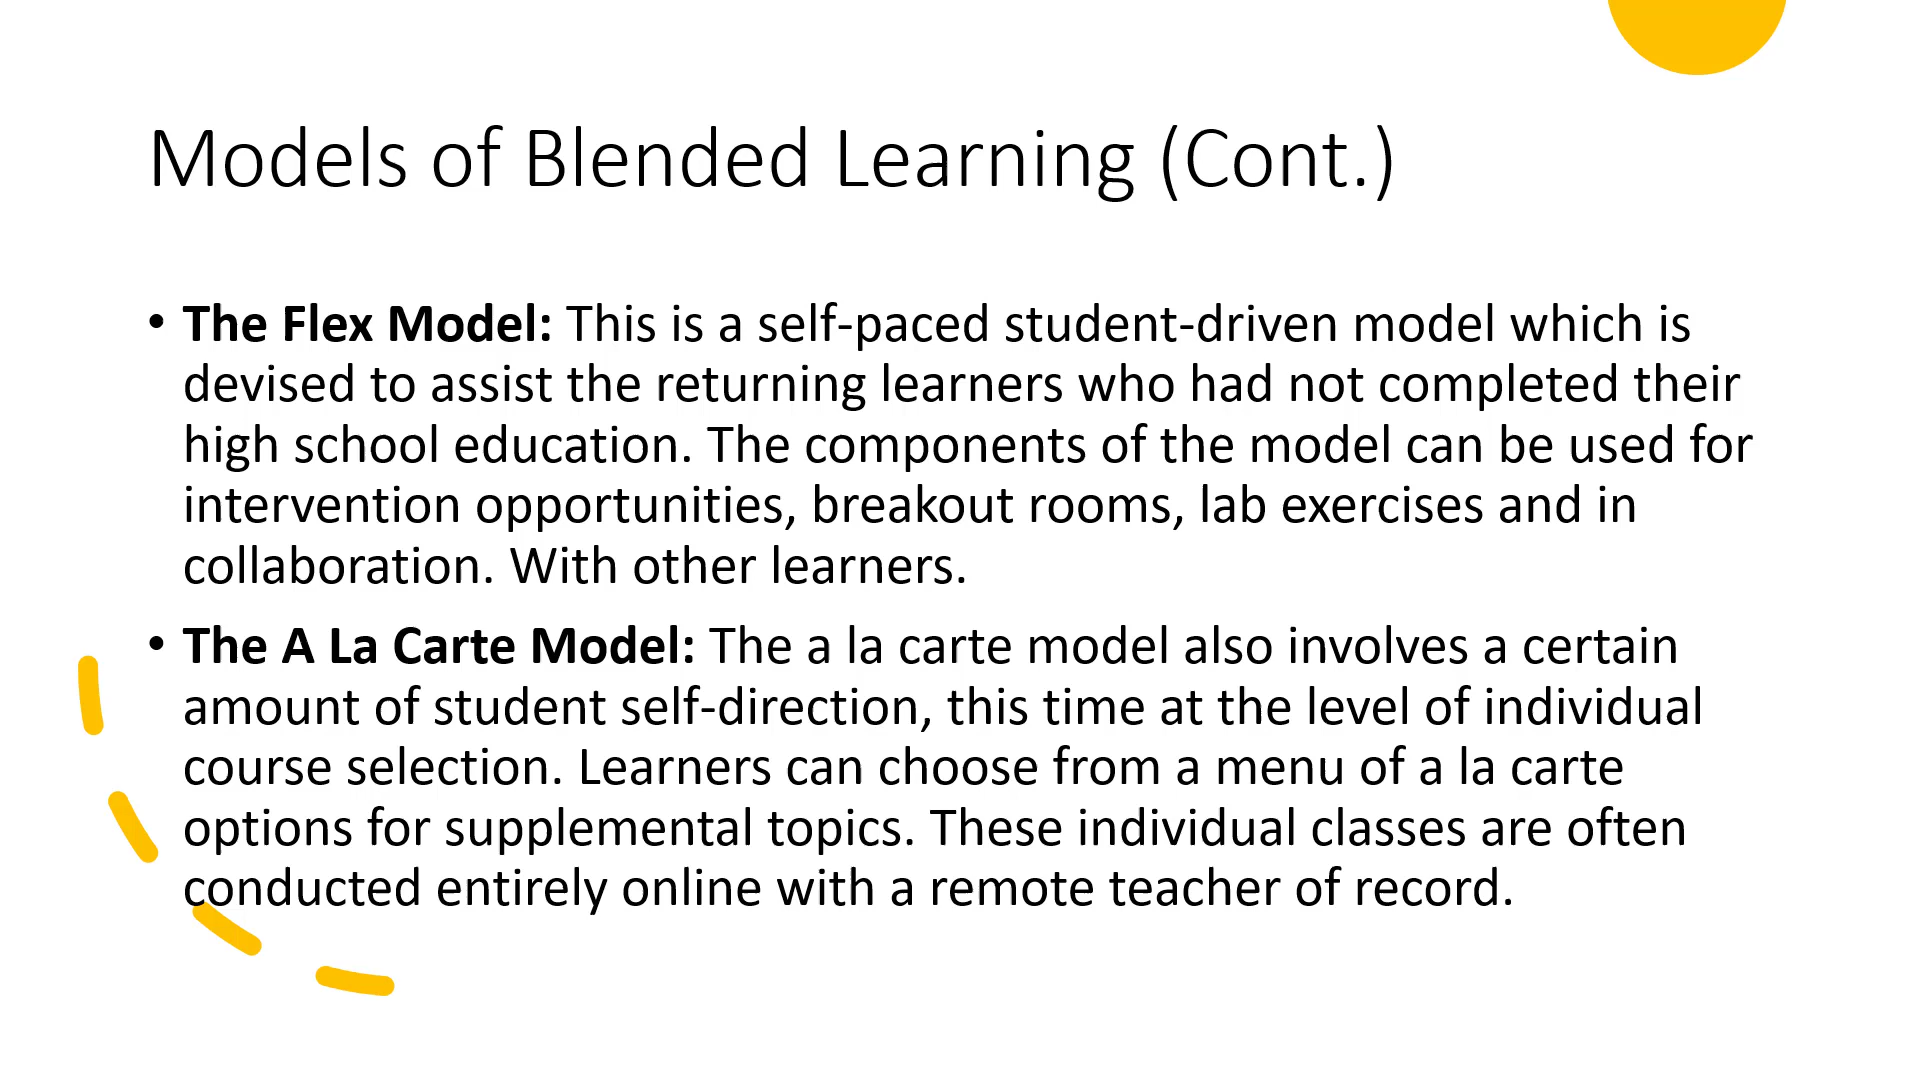 Models of Blended Learning (Cont.)
• The Flex Model: This is a self-paced student-driven model which is
devised to assist the returning learners who had not completed their
high school education. The components of the model can be used for
intervention opportunities, breakout rooms, lab exercises and in
collaboration. With other learners.
• The A La Carte Model: The a la carte model also involves a certain
amount of student self-direction, this time at the level of individual
course selection. Learners can choose from a menu of a la carte
options for supplemental topics. These individual classes are often
conducted entirely online with a remote teacher of record.